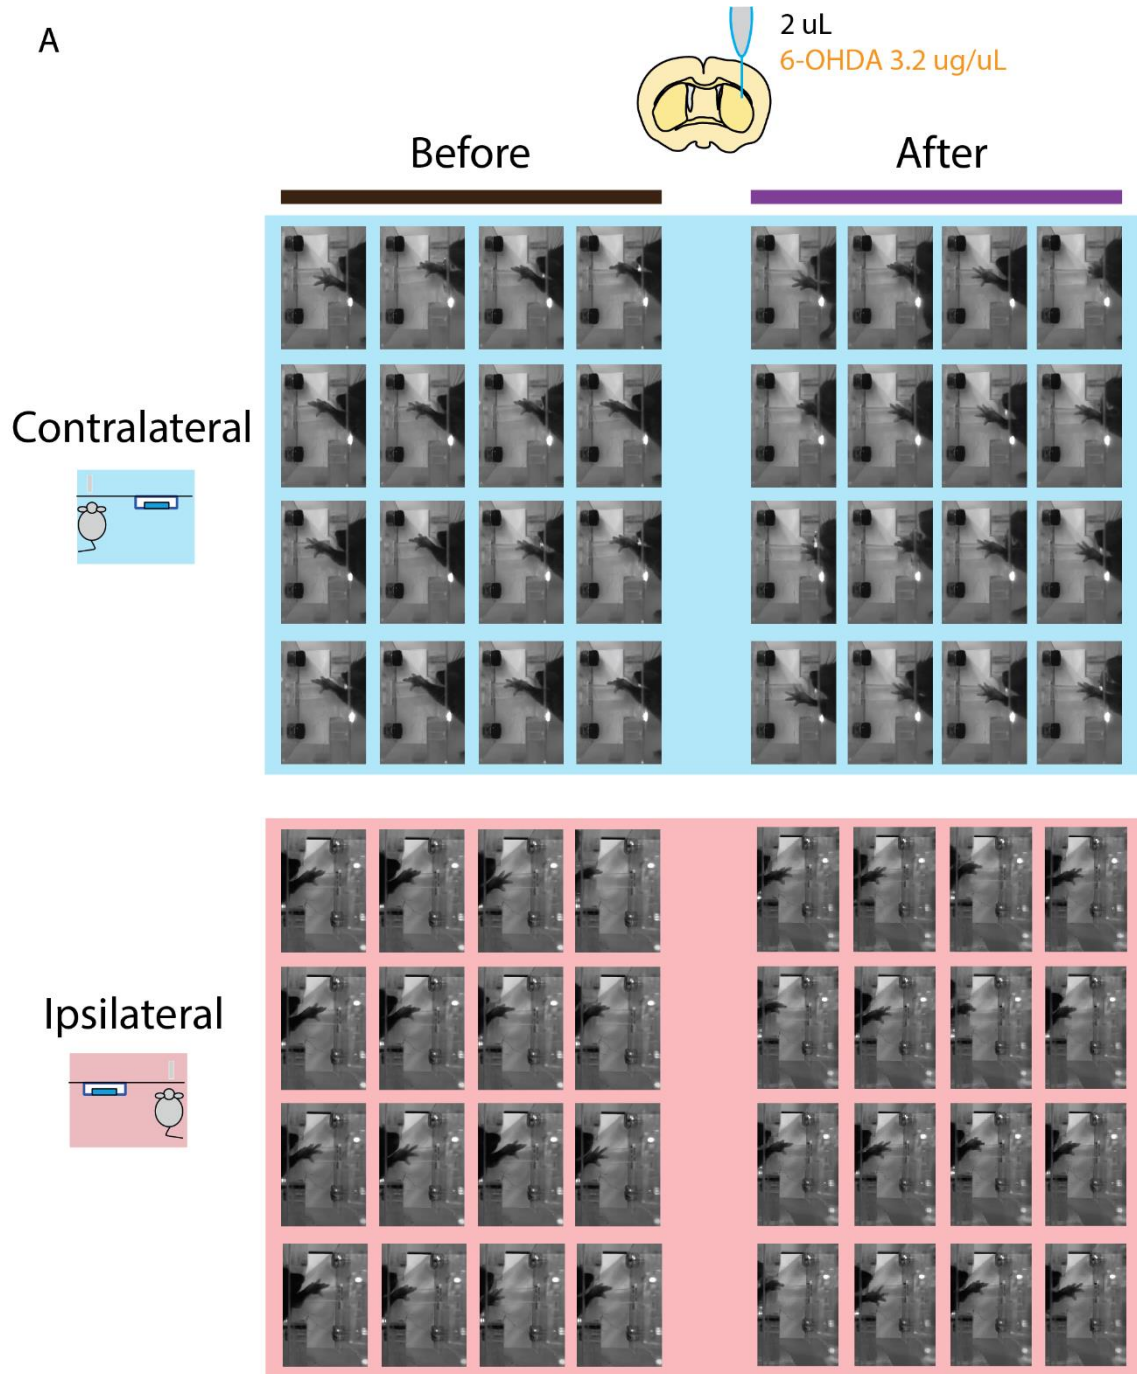 A
2 uL
6-OHDA 3.2 ug/uL
Before
After
Contralateral
Ipsilateral